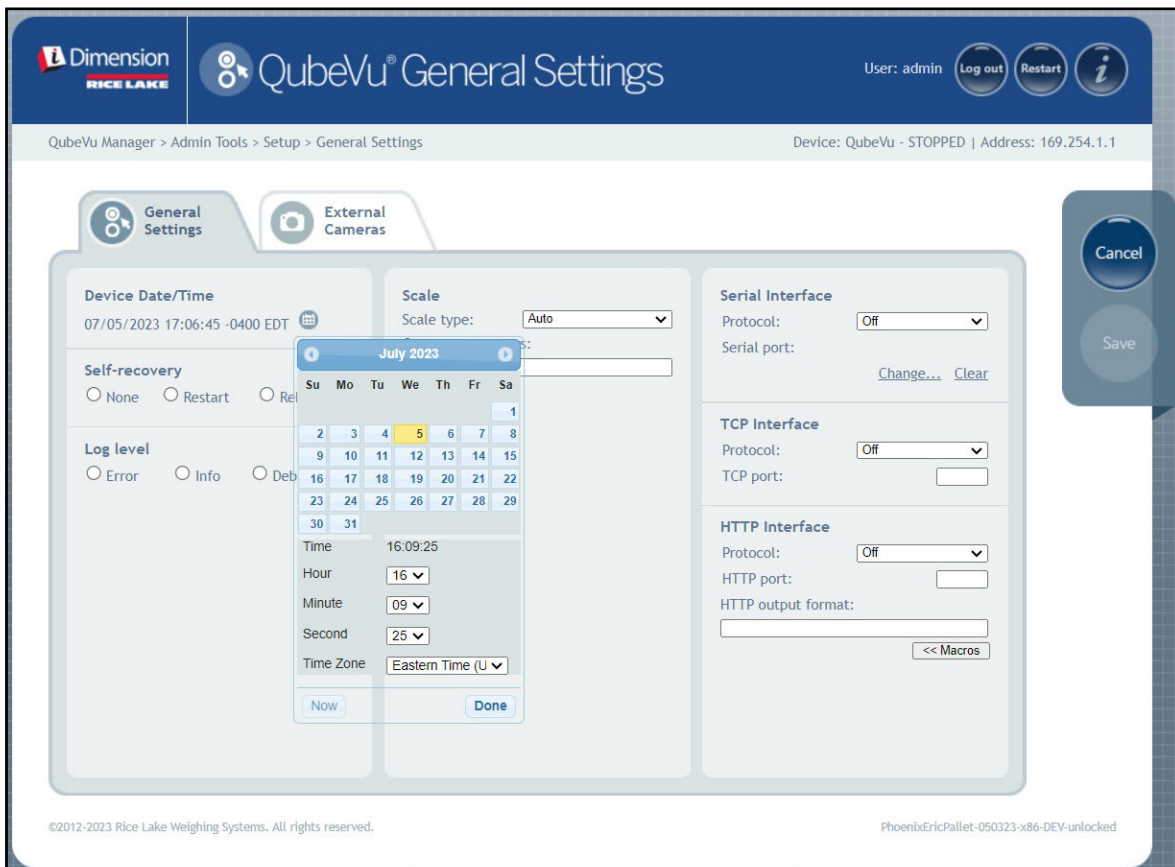 Dimension
RICE LAKE
QubeVu® General Settings
User: admin
Log out
Restart
i
QubeVu Manager > Admin Tools > Setup > General Settings
Device: QubeVu - STOPPED | Address: 169.254.1.1
General
Settings
External
Cameras
Cancel
Save
Device Date/Time
07/05/2023 17:06:45 -0400 EDT
Self-recovery
None Restart
Log level
Error Info
July 2023
Su Mo Tu We Th Fr Sa
1
2 3 4 5 6 7 8
9 10 11 12 13 14 15
16 17 18 19 20 21 22
23 24 25 26 27 28 29
30 31
Time 16:09:25
Hour 16
Minute 09
Second 25
Time Zone Eastern Time (U
Now Done
Scale
Scale type: Auto
Serial Interface
Protocol: Off
Serial port:
Change... Clear
TCP Interface
Protocol: Off
TCP port:
HTTP Interface
Protocol: Off
HTTP port:
HTTP output format:
<< Macros
©2012-2023 Rice Lake Weighing Systems. All rights reserved.
PhoenixEricPallet-050323-x86-DEV-unlocked